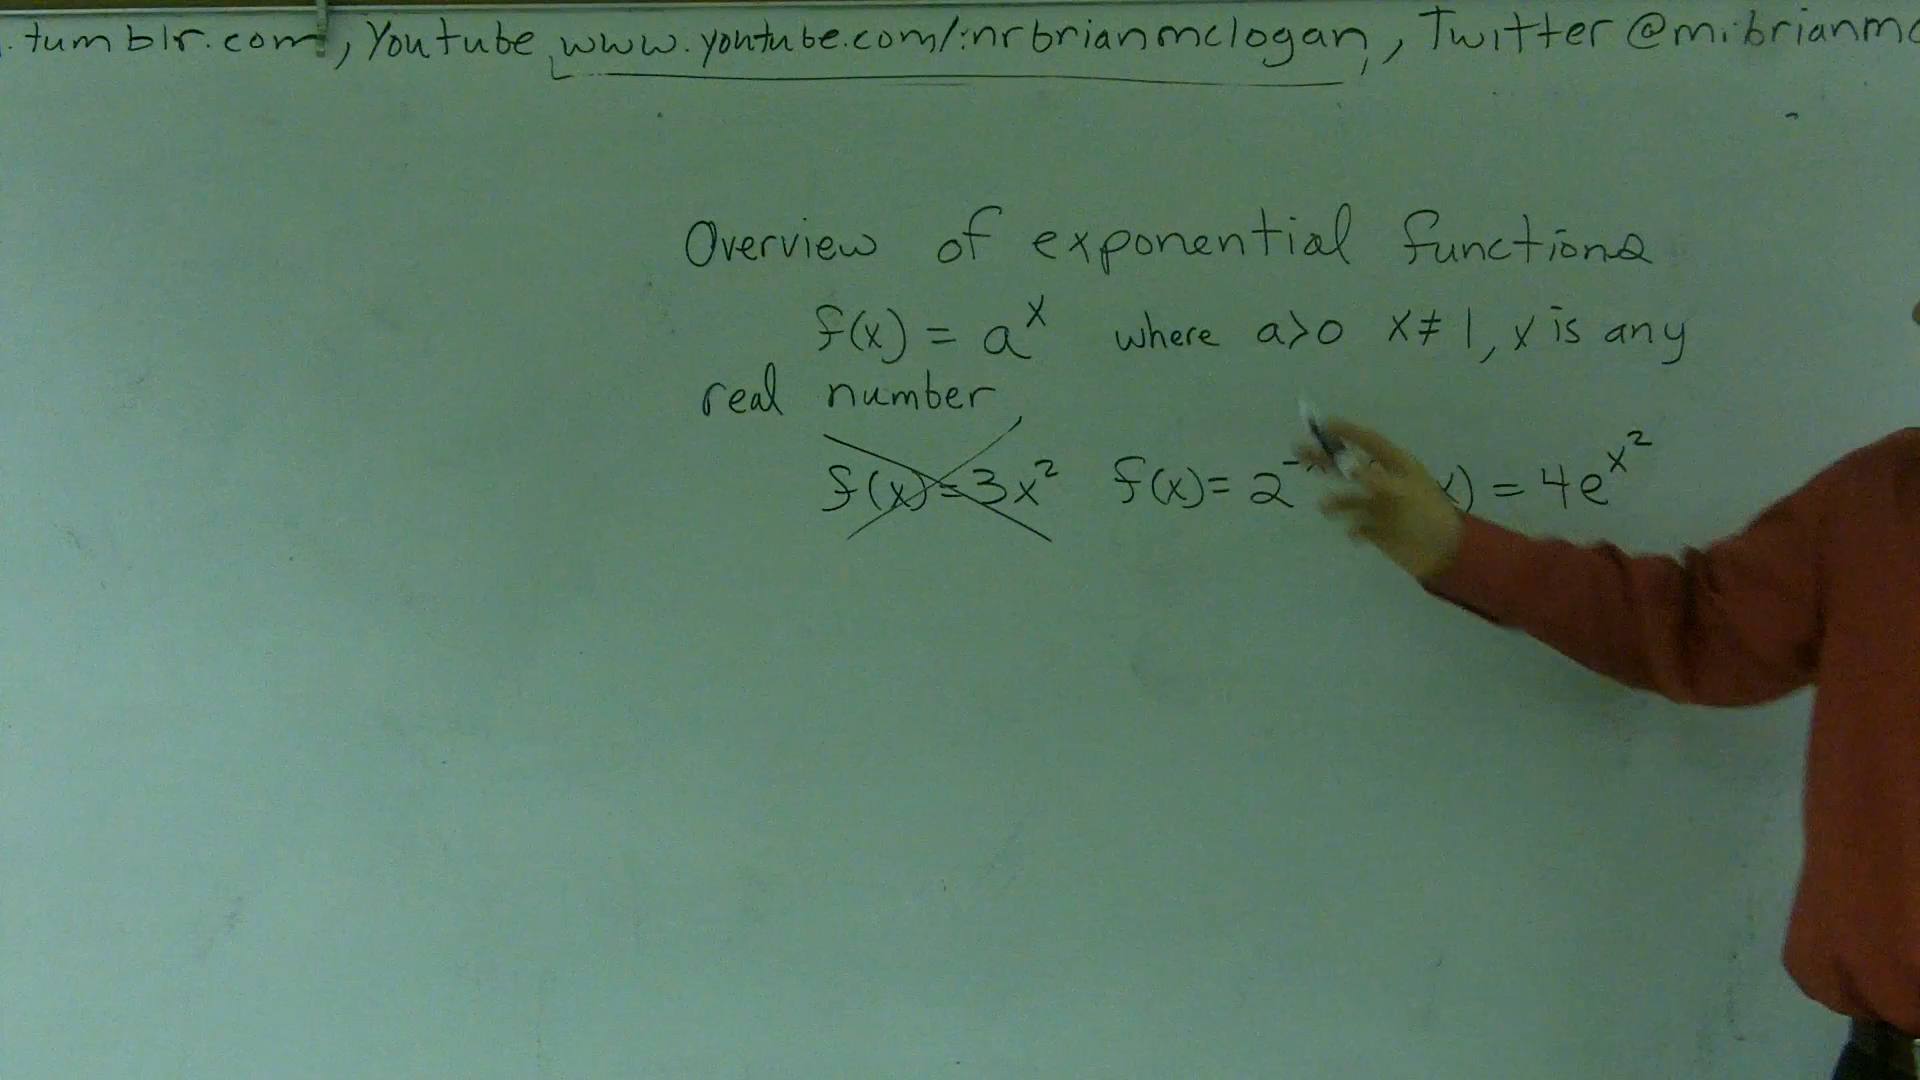 .tumblr.com, Youtube www.youtube.com/mrbrianmclogan, Twitter @mrbrianmc
Overview of exponential functions
f(x) = a^x where a>0 x≠1, x is any
real number,
f(x)=3x² f(x)=2^- x) = 4e^x²